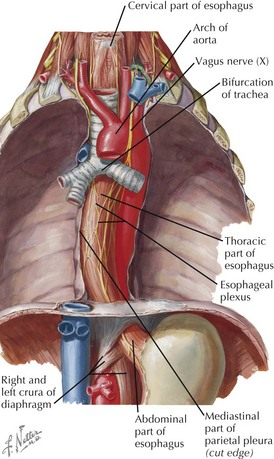 Cervical part of esophagus
Arch of
aorta
Vagus nerve (X)
Bifurcation
of trachea
Thoracic
part of
esophagus
Esophageal
plexus
Right and
left crura of
diaphragm
Abdominal
part of
esophagus
Mediastinal
part of
parietal pleura
(cut edge)
F. Netter
M.D.